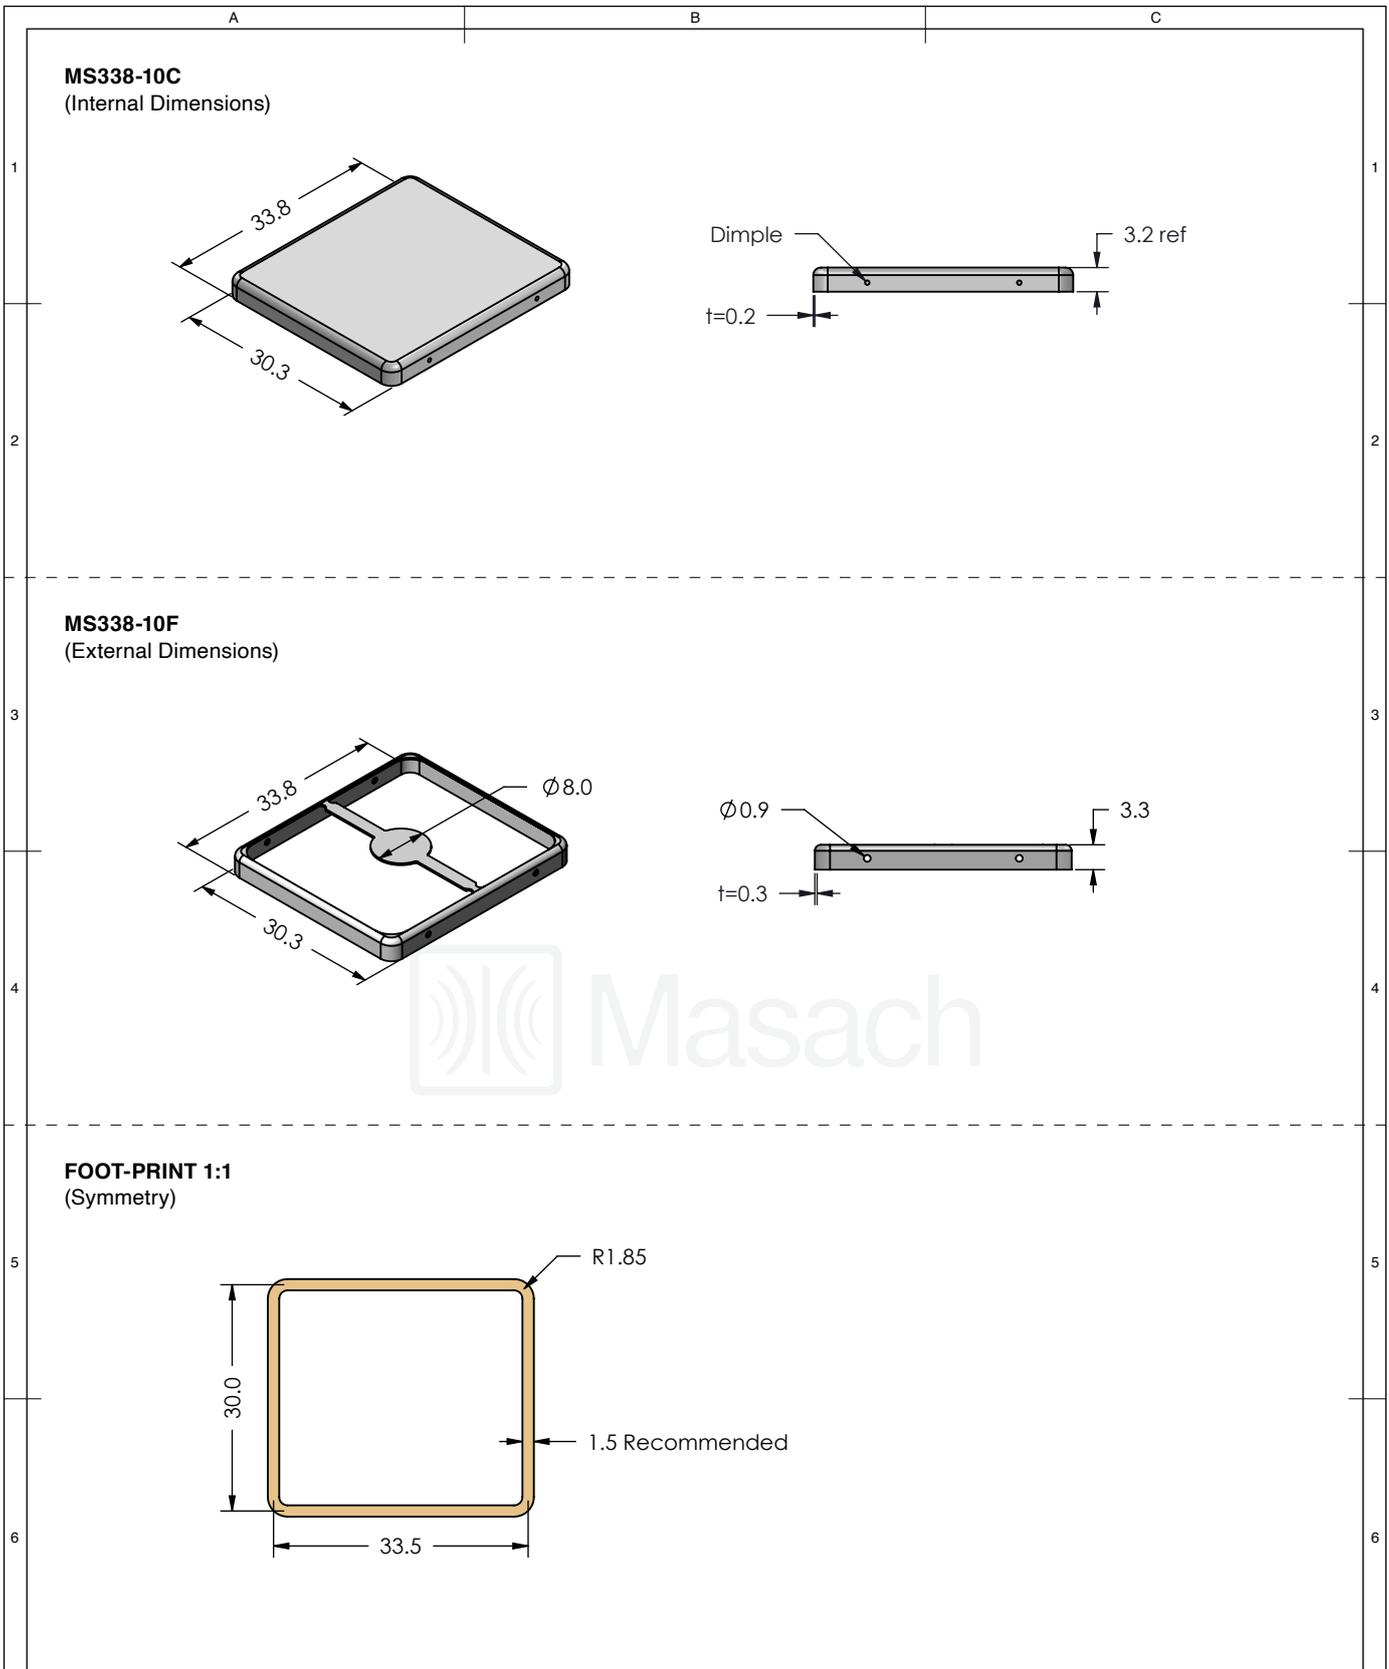 A B C
MS338-10C
(Internal Dimensions)
1 1
33.8
Dimple
3.2 ref
t=0.2
30.3
2 2
MS338-10F
(External Dimensions)
3 3
33.8
Ø8.0
Ø0.9
3.3
t=0.3
30.3
Masach
4 4
FOOT-PRINT 1:1
(Symmetry)
R1.85
5 5
30.0
1.5 Recommended
6 6
33.5